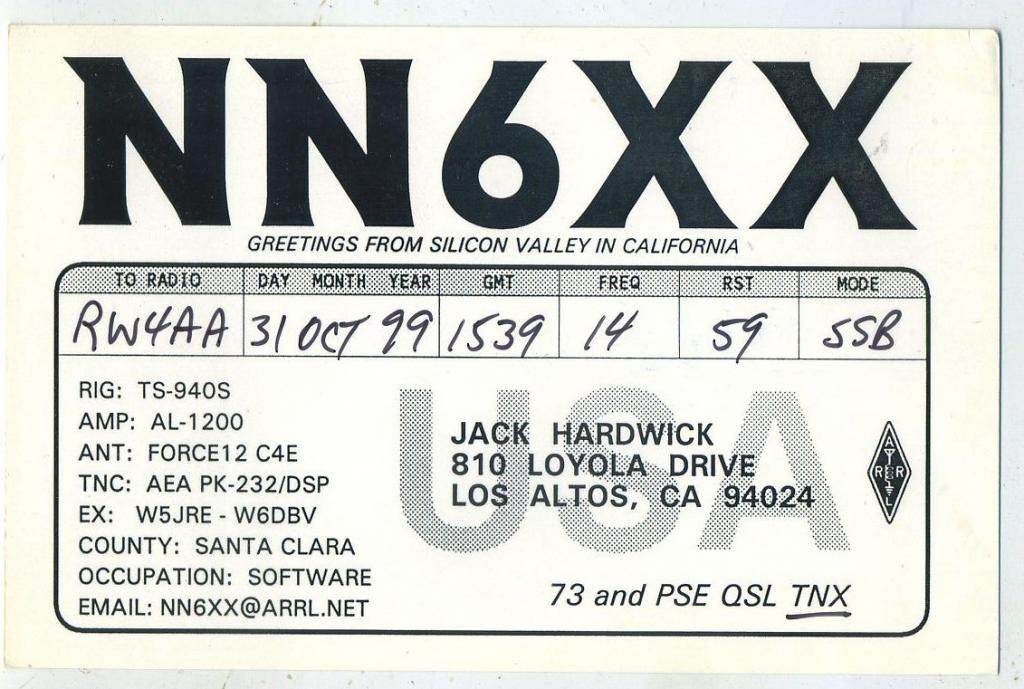 NN6XX
GREETINGS FROM SILICON VALLEY IN CALIFORNIA
TO RADIO DAY MONTH YEAR GMT FREQ RST MODE
RW4AA 31 OCT 99 1539 14 59 SSB
RIG: TS-940S
AMP: AL-1200
ANT: FORCE12 C4E
TNC: AEA PK-232/DSP
EX: W5JRE - W6DBV
COUNTY: SANTA CLARA
OCCUPATION: SOFTWARE
EMAIL: NN6XX@ARRL.NET
USA
JACK HARDWICK
810 LOYOLA DRIVE
LOS ALTOS, CA 94024
ARRL
73 and PSE QSL TNX